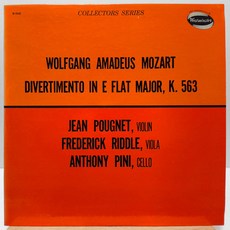 COLLECTORS SERIES
Westminster
WOLFGANG AMADEUS MOZART
DIVERTIMENTO IN E FLAT MAJOR, K. 563
JEAN POUGNET, VIOLIN
FREDERICK RIDDLE, VIOLA
ANTHONY PINI, CELLO